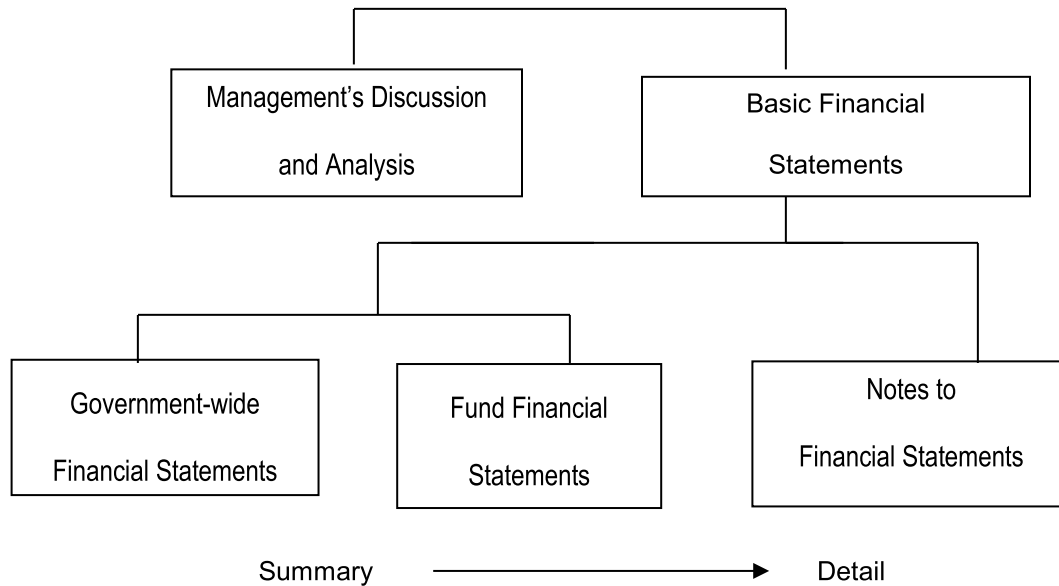 Management’s Discussion
and Analysis
Basic Financial
Statements
Government-wide
Financial Statements
Fund Financial
Statements
Notes to
Financial Statements
Summary
Detail